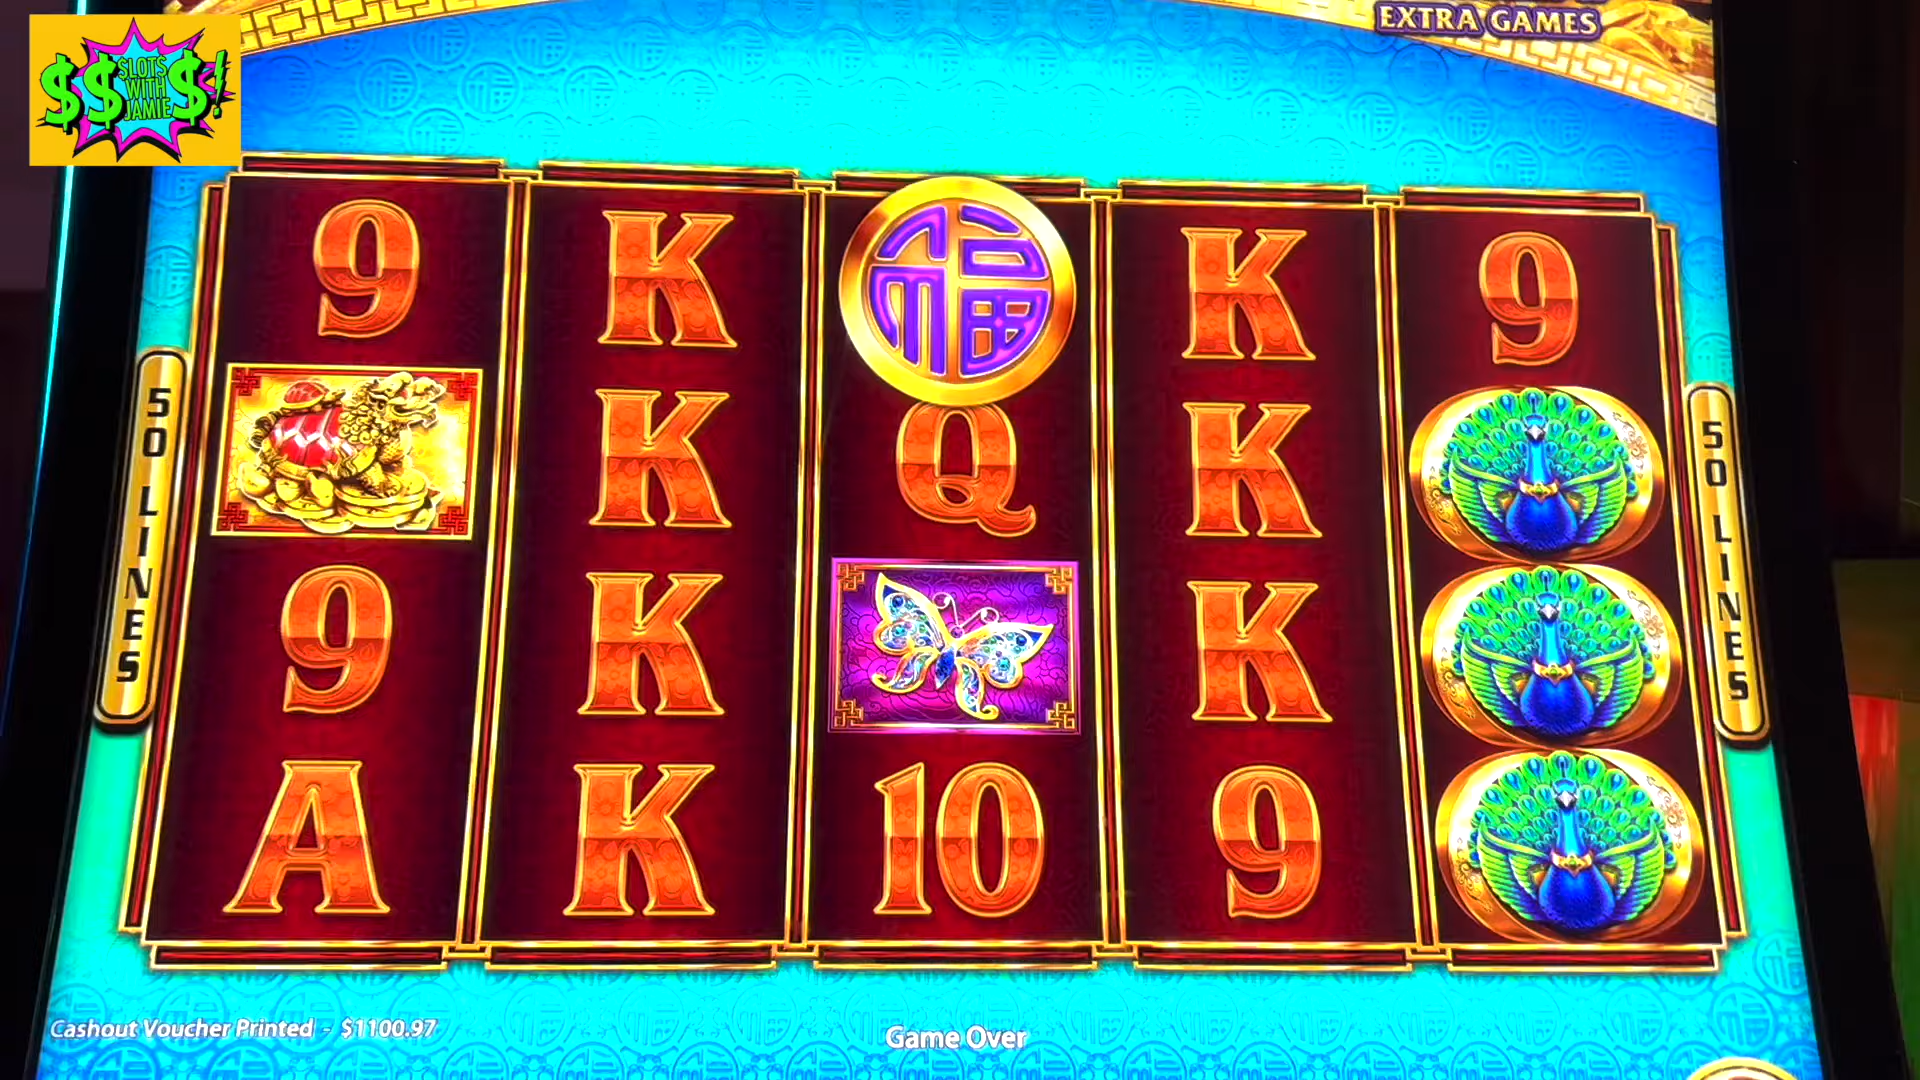 EXTRA GAMES
$$ SLOTS WITH JAMIE $!
9 K 福 K 9
50 LINES
K Q K
50 LINES
9 K K
A K 10 9
Cashout Voucher Printed - $1100.97
Game Over